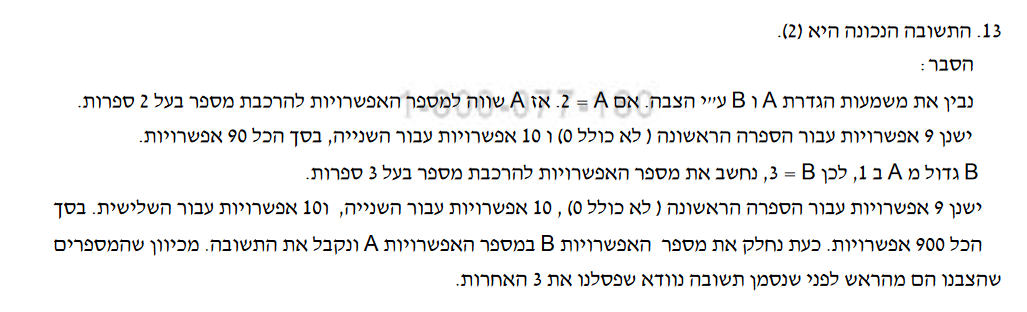 13. התשובה הנכונה היא (2).
הסבר :
נבין את משמעות הגדרת A ו B ע״י הצבה. אם A = 2. אז A שווה למספר האפשרויות להרכבת מספר בעל 2 ספרות.
ישנן 9 אפשרויות עבור הספרה הראשונה ( לא כולל 0) ו 10 אפשרויות עבור השנייה, בסך הכל 90 אפשרויות.
B גדול מ A ב 1, לכן B = 3, נחשב את מספר האפשרויות להרכבת מספר בעל 3 ספרות.
ישנן 9 אפשרויות עבור הספרה הראשונה ( לא כולל 0) , 10 אפשרויות עבור השנייה, ו10 אפשרויות עבור השלישית. בסך
הכל 900 אפשרויות. כעת נחלק את מספר האפשרויות B במספר האפשרויות A ונקבל את התשובה. מכיוון שהמספרים
שהצבנו הם מהראש לפני שנסמן תשובה נוודא שפסלנו את 3 האחרות.